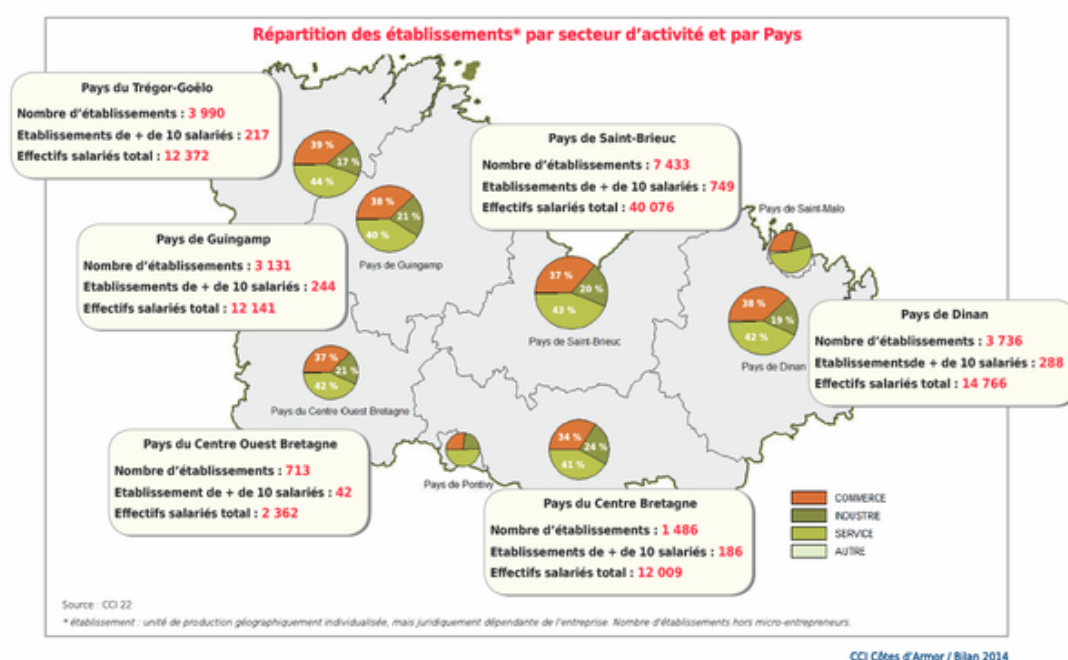 Répartition des établissements* par secteur d'activité et par Pays
Pays du Trégor-Goëlo
Nombre d'établissements : 3 990
Etablissements de + de 10 salariés : 217
Effectifs salariés total : 12 372
39 %
17 %
44 %
Pays de Saint-Brieuc
Nombre d'établissements : 7 433
Etablissements de + de 10 salariés : 749
Effectifs salariés total : 40 076
38 %
21 %
40 %
Pays de Guingamp
Pays de Saint-Malo
Pays de Guingamp
Nombre d'établissements : 3 131
Etablissements de + de 10 salariés : 244
Effectifs salariés total : 12 141
37 %
20 %
43 %
Pays de Saint-Brieuc
38 %
19 %
42 %
Pays de Dinan
Pays de Dinan
Nombre d'établissements : 3 736
Etablissementsde + de 10 salariés : 288
Effectifs salariés total : 14 766
37 %
21 %
42 %
Pays du Centre Ouest Bretagne
Pays du Centre Ouest Bretagne
Nombre d'établissements : 713
Etablissement de + de 10 salariés : 42
Effectifs salariés total : 2 362
Pays de Pontivy
34 %
24 %
41 %
Pays du Centre Bretagne
Nombre d'établissements : 1 486
Etablissements de + de 10 salariés : 186
Effectifs salariés total : 12 009
COMMERCE
INDUSTRIE
SERVICE
AUTRE
Source : CCI 22
* établissement : unité de production géographiquement individualisée, mais juridiquement dépendante de l'entreprise. Nombre d'établissements hors micro-entrepreneurs.
CCI Côtes d'Armor / Bilan 2014